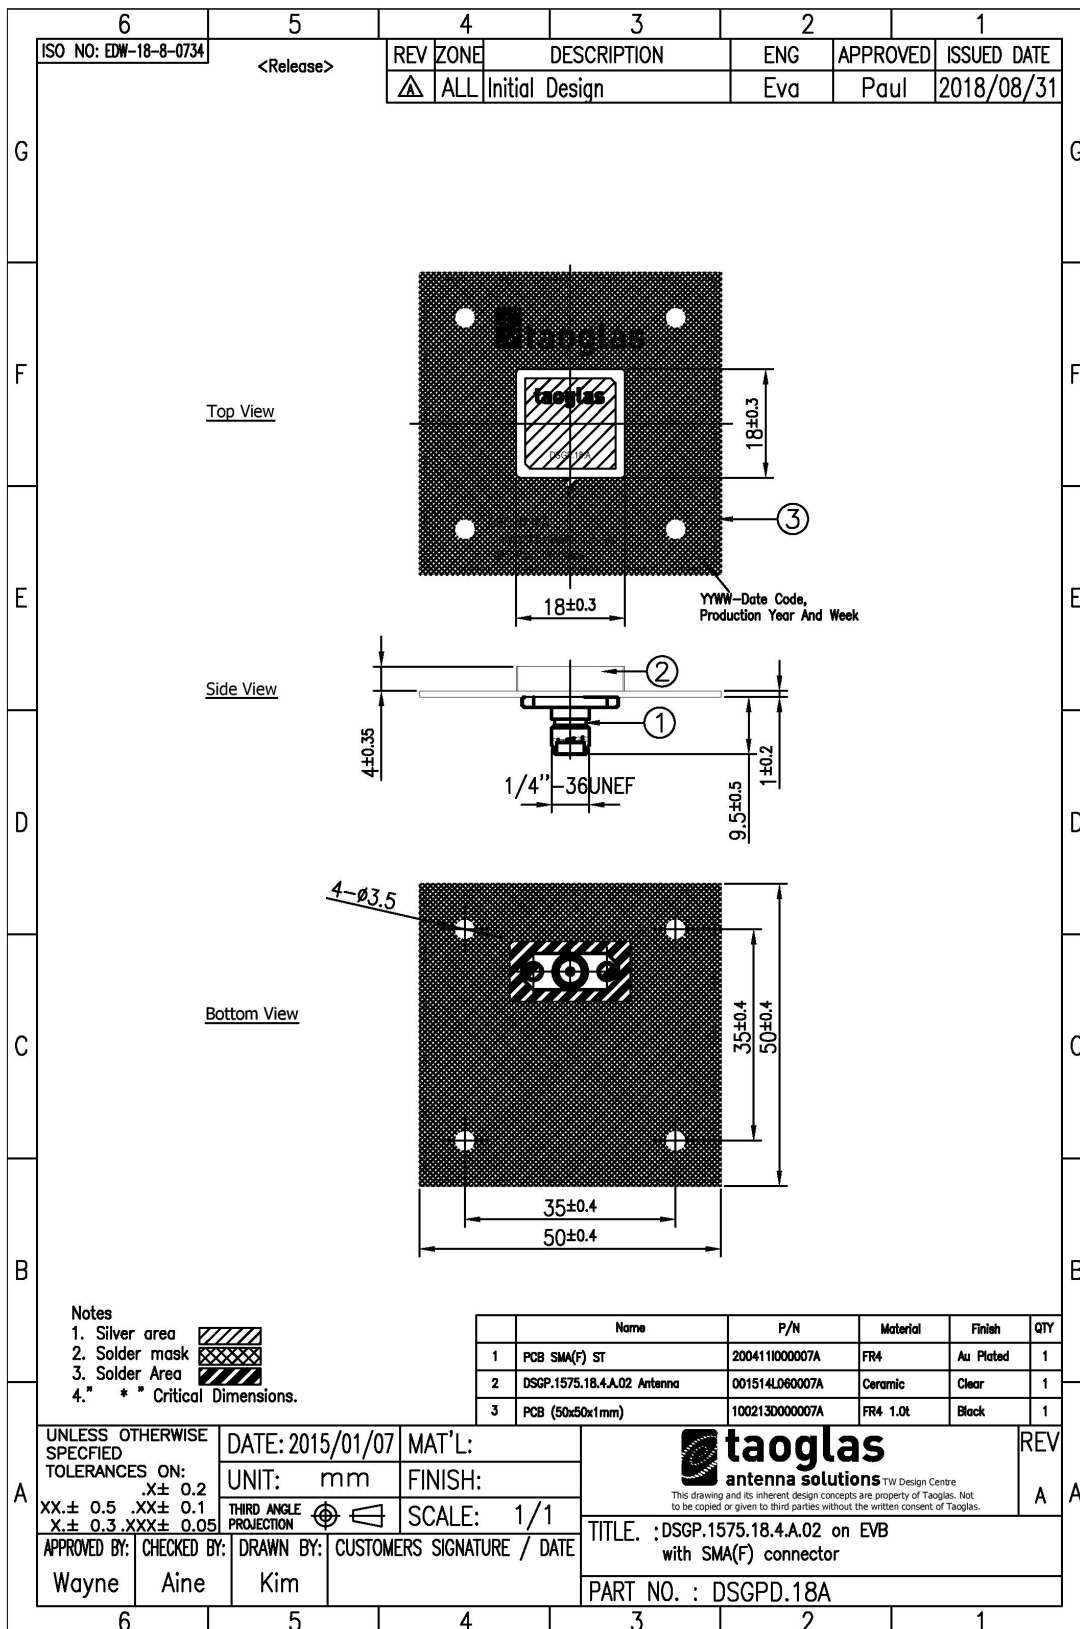 6 5 4 3 2 1
ISO NO: EDW-18-8-0734
<Release>
REV ZONE DESCRIPTION ENG APPROVED ISSUED DATE
A ALL Initial Design Eva Paul 2018/08/31
G G
F F
E E
D D
C C
B B
A A
Top View
taoglas
taoglas
DSGP.18.A
18±0.3
18±0.3
3
YYWW-Date Code,
Production Year And Week
Side View
2
1
4±0.35
1/4"-36UNEF
9.5±0.5
1±0.2
Bottom View
4-ø3.5
35±0.4
50±0.4
35±0.4
50±0.4
Notes
1. Silver area
2. Solder mask
3. Solder Area
4." * " Critical Dimensions.
Name P/N Material Finish QTY
1 PCB SMA(F) ST 200411I000007A FR4 Au Plated 1
2 DSGP.1575.18.4.A.02 Antenna 001514L060007A Ceramic Clear 1
3 PCB (50x50x1mm) 100213D000007A FR4 1.0t Black 1
UNLESS OTHERWISE
SPECFIED
TOLERANCES ON:
.X± 0.2
XX.± 0.5 .XX± 0.1
X.± 0.3 .XXX± 0.05
DATE: 2015/01/07 MAT'L:
UNIT: mm FINISH:
THIRD ANGLE
PROJECTION
SCALE: 1/1
APPROVED BY: CHECKED BY: DRAWN BY: CUSTOMERS SIGNATURE / DATE
Wayne Aine Kim
taoglas
antenna solutions TW Design Centre
This drawing and its inherent design concepts are property of Taoglas. Not
to be copied or given to third parties without the written consent of Taoglas.
REV
A
TITLE. : DSGP.1575.18.4.A.02 on EVB
with SMA(F) connector
PART NO. : DSGPD.18A
6 5 4 3 2 1